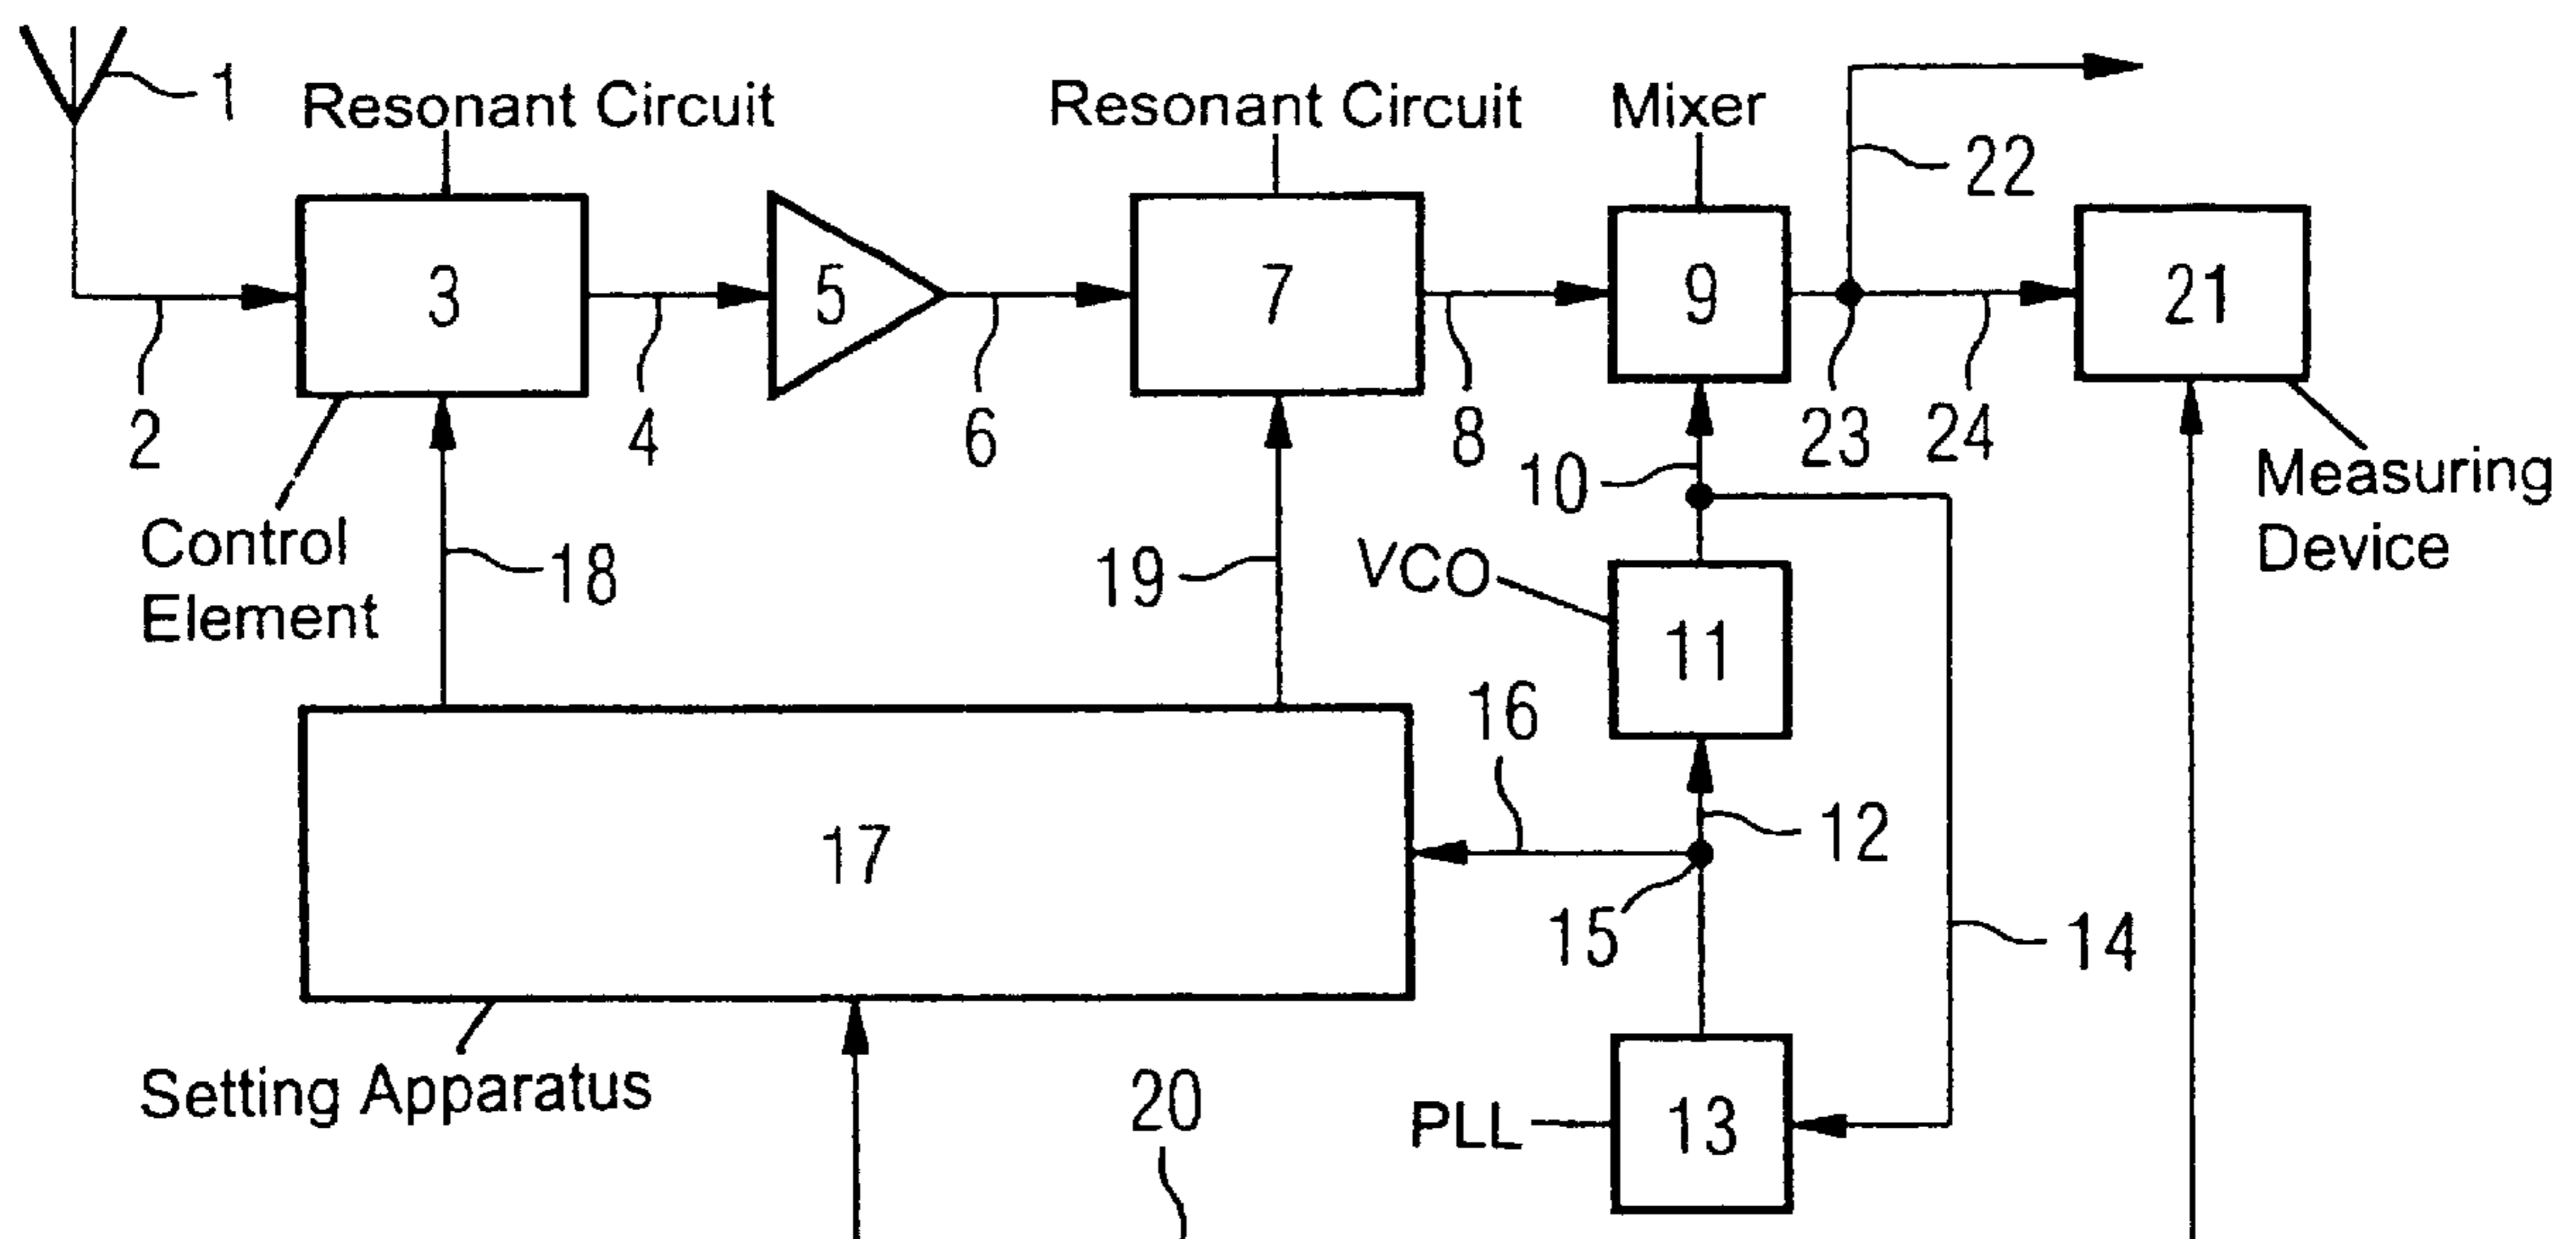 1
Resonant Circuit
Resonant Circuit
Mixer
22
3
5
7
9
21
2
4
6
8
23
24
10
Measuring
Device
Control
Element
18
19
VCO
11
16
12
17
15
14
Setting Apparatus
20
PLL
13